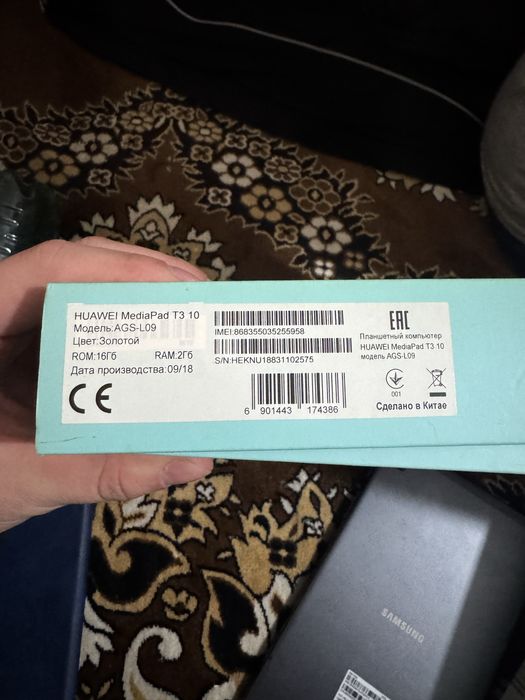 HUAWEI MediaPad T3 10
Модель:AGS-L09
Цвет:Золотой
ROM:16Гб RAM:2Гб
Дата производства:09/18
CE
IMEI:868355035255958
S/N:HEKNU18831102575
6 901443 174386
EAC
Планшетный компьютер
HUAWEI MediaPad T3 10
модель AGS-L09
001
Сделано в Китае
SAMSUNG